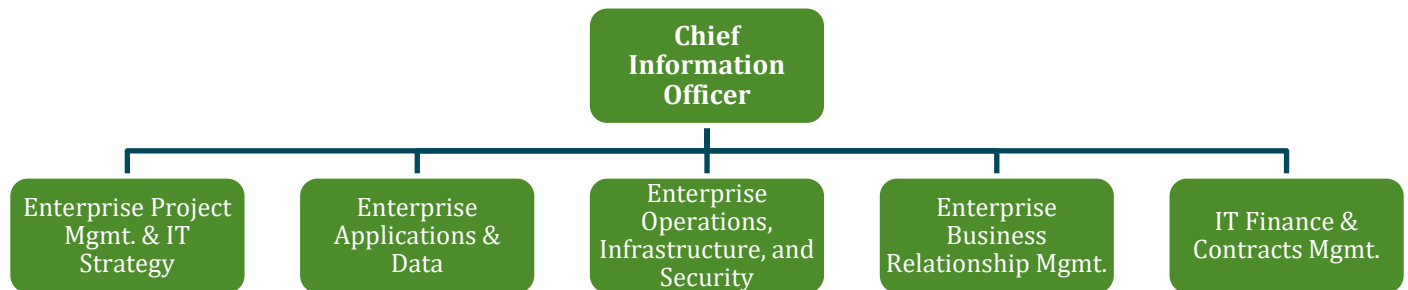 Chief
Information
Officer
Enterprise Project
Mgmt. & IT
Strategy
Enterprise
Applications &
Data
Enterprise
Operations,
Infrastructure, and
Security
Enterprise
Business
Relationship Mgmt.
IT Finance &
Contracts Mgmt.